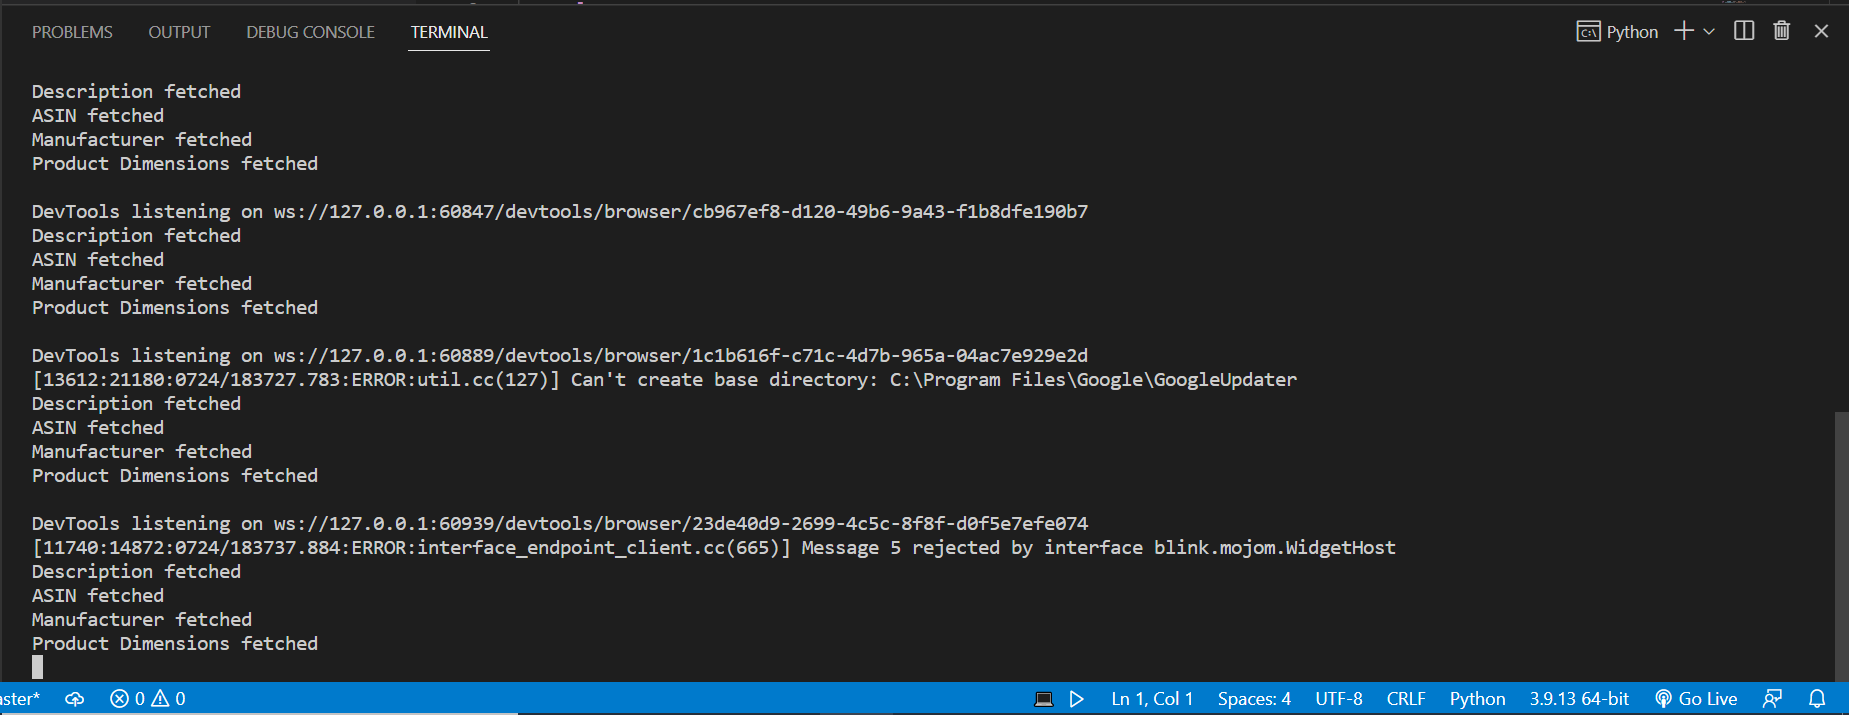 PROBLEMS OUTPUT DEBUG CONSOLE TERMINAL Python
Description fetched
ASIN fetched
Manufacturer fetched
Product Dimensions fetched
DevTools listening on ws://127.0.0.1:60847/devtools/browser/cb967ef8-d120-49b6-9a43-f1b8dfe190b7
Description fetched
ASIN fetched
Manufacturer fetched
Product Dimensions fetched
DevTools listening on ws://127.0.0.1:60889/devtools/browser/1c1b616f-c71c-4d7b-965a-04ac7e929e2d
[13612:21180:0724/183727.783:ERROR:util.cc(127)] Can't create base directory: C:\Program Files\Google\GoogleUpdater
Description fetched
ASIN fetched
Manufacturer fetched
Product Dimensions fetched
DevTools listening on ws://127.0.0.1:60939/devtools/browser/23de40d9-2699-4c5c-8f8f-d0f5e7efe074
[11740:14872:0724/183737.884:ERROR:interface_endpoint_client.cc(665)] Message 5 rejected by interface blink.mojom.WidgetHost
Description fetched
ASIN fetched
Manufacturer fetched
Product Dimensions fetched
aster* 0 0 Ln 1, Col 1 Spaces: 4 UTF-8 CRLF Python 3.9.13 64-bit Go Live